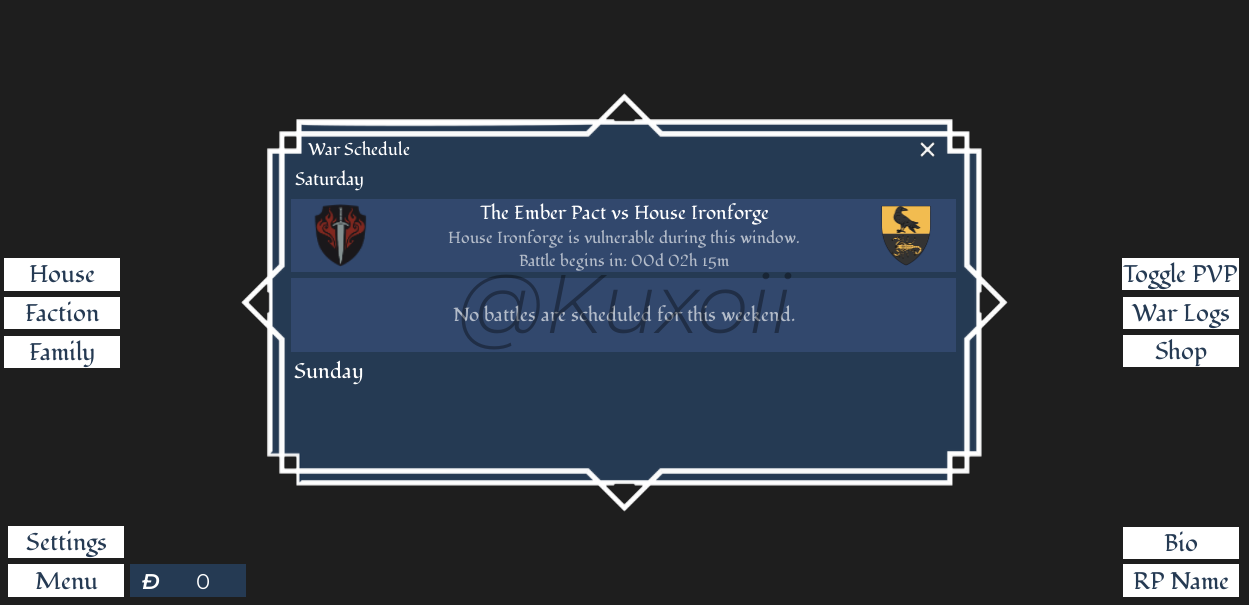 War Schedule
Saturday
The Ember Pact vs House Ironforge
House Ironforge is vulnerable during this window.
Battle begins in: 00d 02h 15m
@Kuxoii
No battles are scheduled for this weekend.
Sunday
House
Faction
Family
Toggle PVP
War Logs
Shop
Settings
Menu
Đ 0
Bio
RP Name